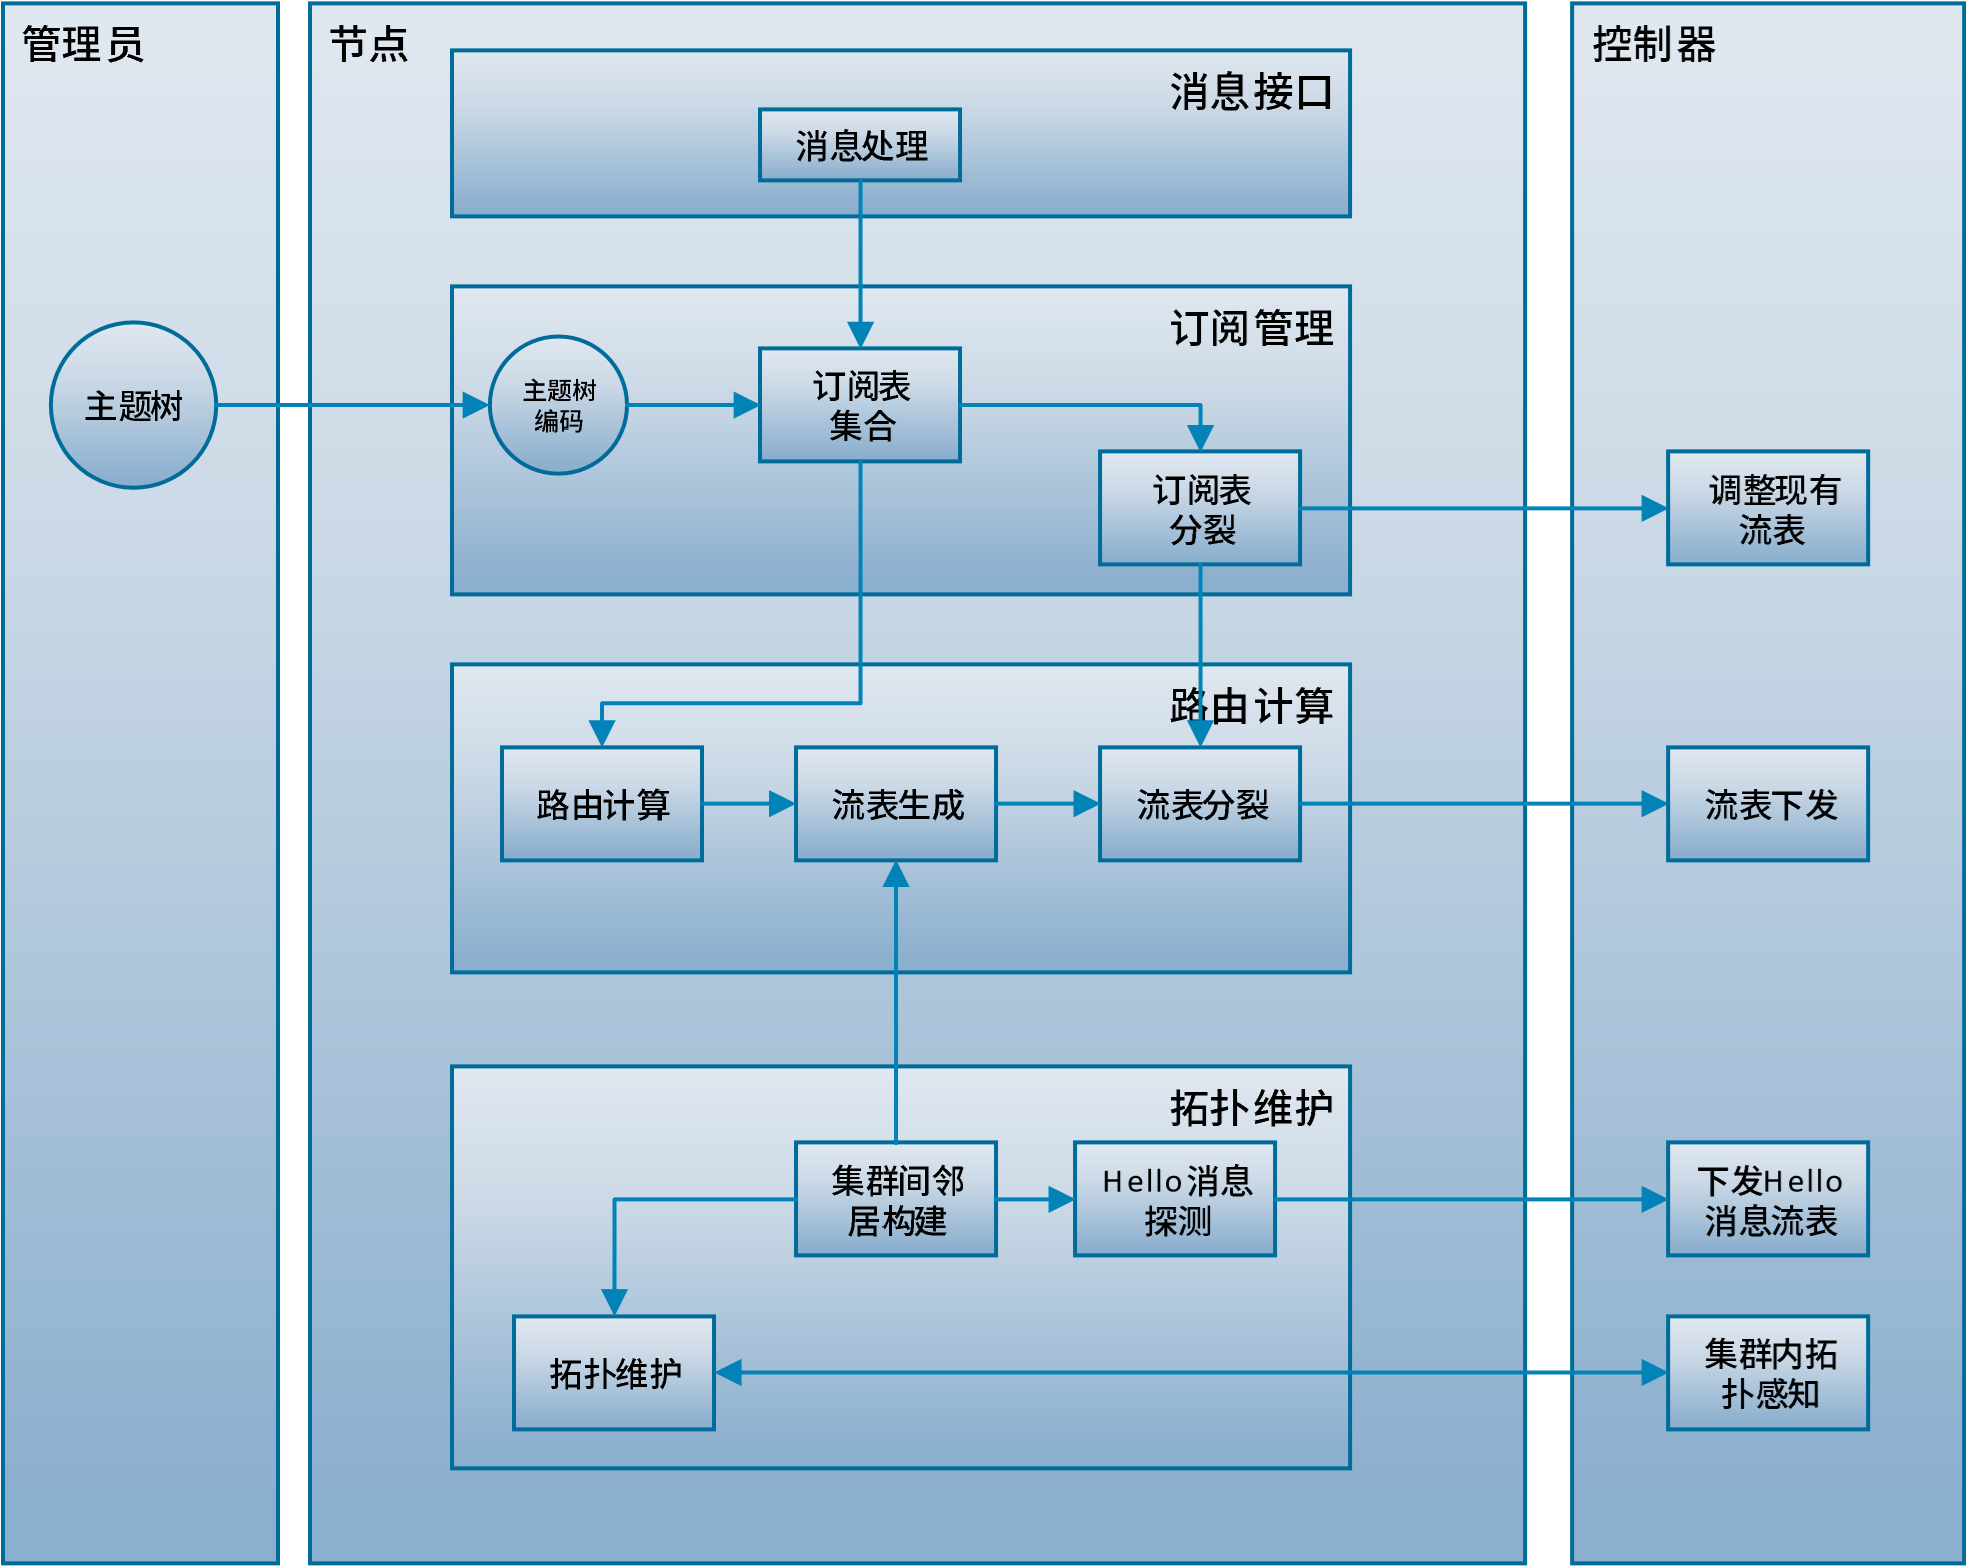 管理员
节点
控制器
消息接口
消息处理
订阅管理
主题树
主题树
编码
订阅表
集合
订阅表
分裂
调整现有
流表
路由计算
路由计算
流表生成
流表分裂
流表下发
拓扑维护
集群间邻
居构建
Hello消息
探测
下发Hello
消息流表
拓扑维护
集群内拓
扑感知